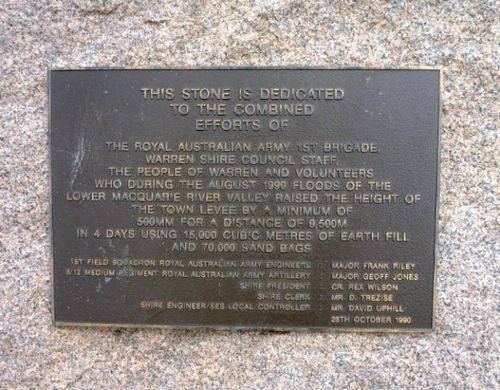 THIS STONE IS DEDICATED
TO THE COMBINED
EFFORTS OF
THE ROYAL AUSTRALIAN ARMY 1ST BRIGADE,
WARREN SHIRE COUNCIL STAFF,
THE PEOPLE OF WARREN AND VOLUNTEERS
WHO DURING THE AUGUST 1990 FLOODS OF THE
LOWER MACQUARIE RIVER VALLEY RAISED THE HEIGHT OF
THE TOWN LEVEE BY A MINIMUM OF
500MM FOR A DISTANCE OF 9,500M
IN 4 DAYS USING 15,000 CUBIC METRES OF EARTH FILL
AND 70,000 SAND BAGS
1ST FIELD SQUADRON ROYAL AUSTRALIAN ARMY ENGINEERS : MAJOR FRANK RILEY
8/12 MEDIUM REGIMENT ROYAL AUSTRALIAN ARMY ARTILLERY : MAJOR GEOFF JONES
SHIRE PRESIDENT : CR. REX WILSON
SHIRE CLERK : MR. D. TREZISE
SHIRE ENGINEER/SES LOCAL CONTROLLER : MR. DAVID UPHILL
28TH OCTOBER 1990